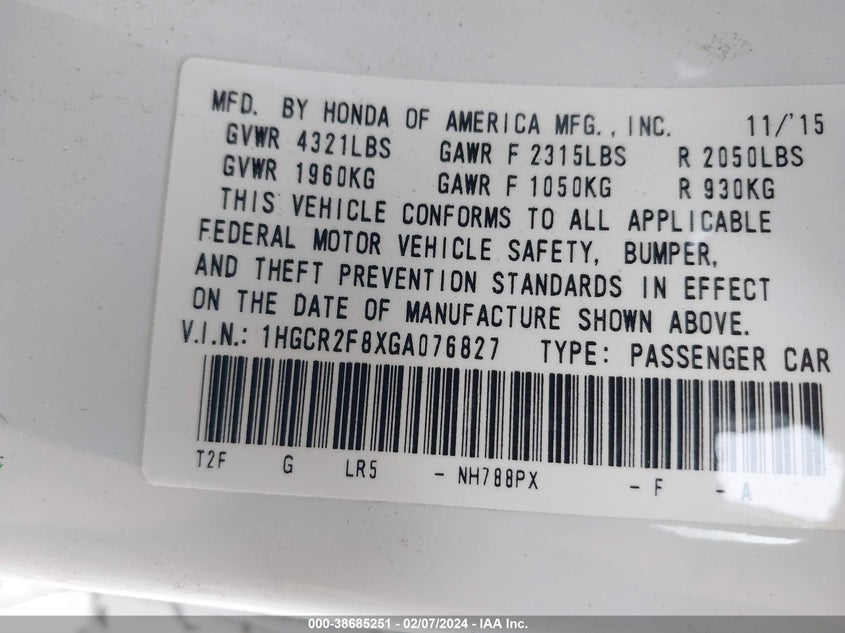 MFD. BY HONDA OF AMERICA MFG., INC. 11/'15
GVWR 4321LBS GAWR F 2315LBS R 2050LBS
GVWR 1960KG GAWR F 1050KG R 930KG
THIS VEHICLE CONFORMS TO ALL APPLICABLE
FEDERAL MOTOR VEHICLE SAFETY, BUMPER,
AND THEFT PREVENTION STANDARDS IN EFFECT
ON THE DATE OF MANUFACTURE SHOWN ABOVE.
V.I.N.: 1HGCR2F8XGA076827 TYPE: PASSENGER CAR
T2F G LR5 - NH788PX - F - A
000-38685251 - 02/07/2024 - IAA Inc.